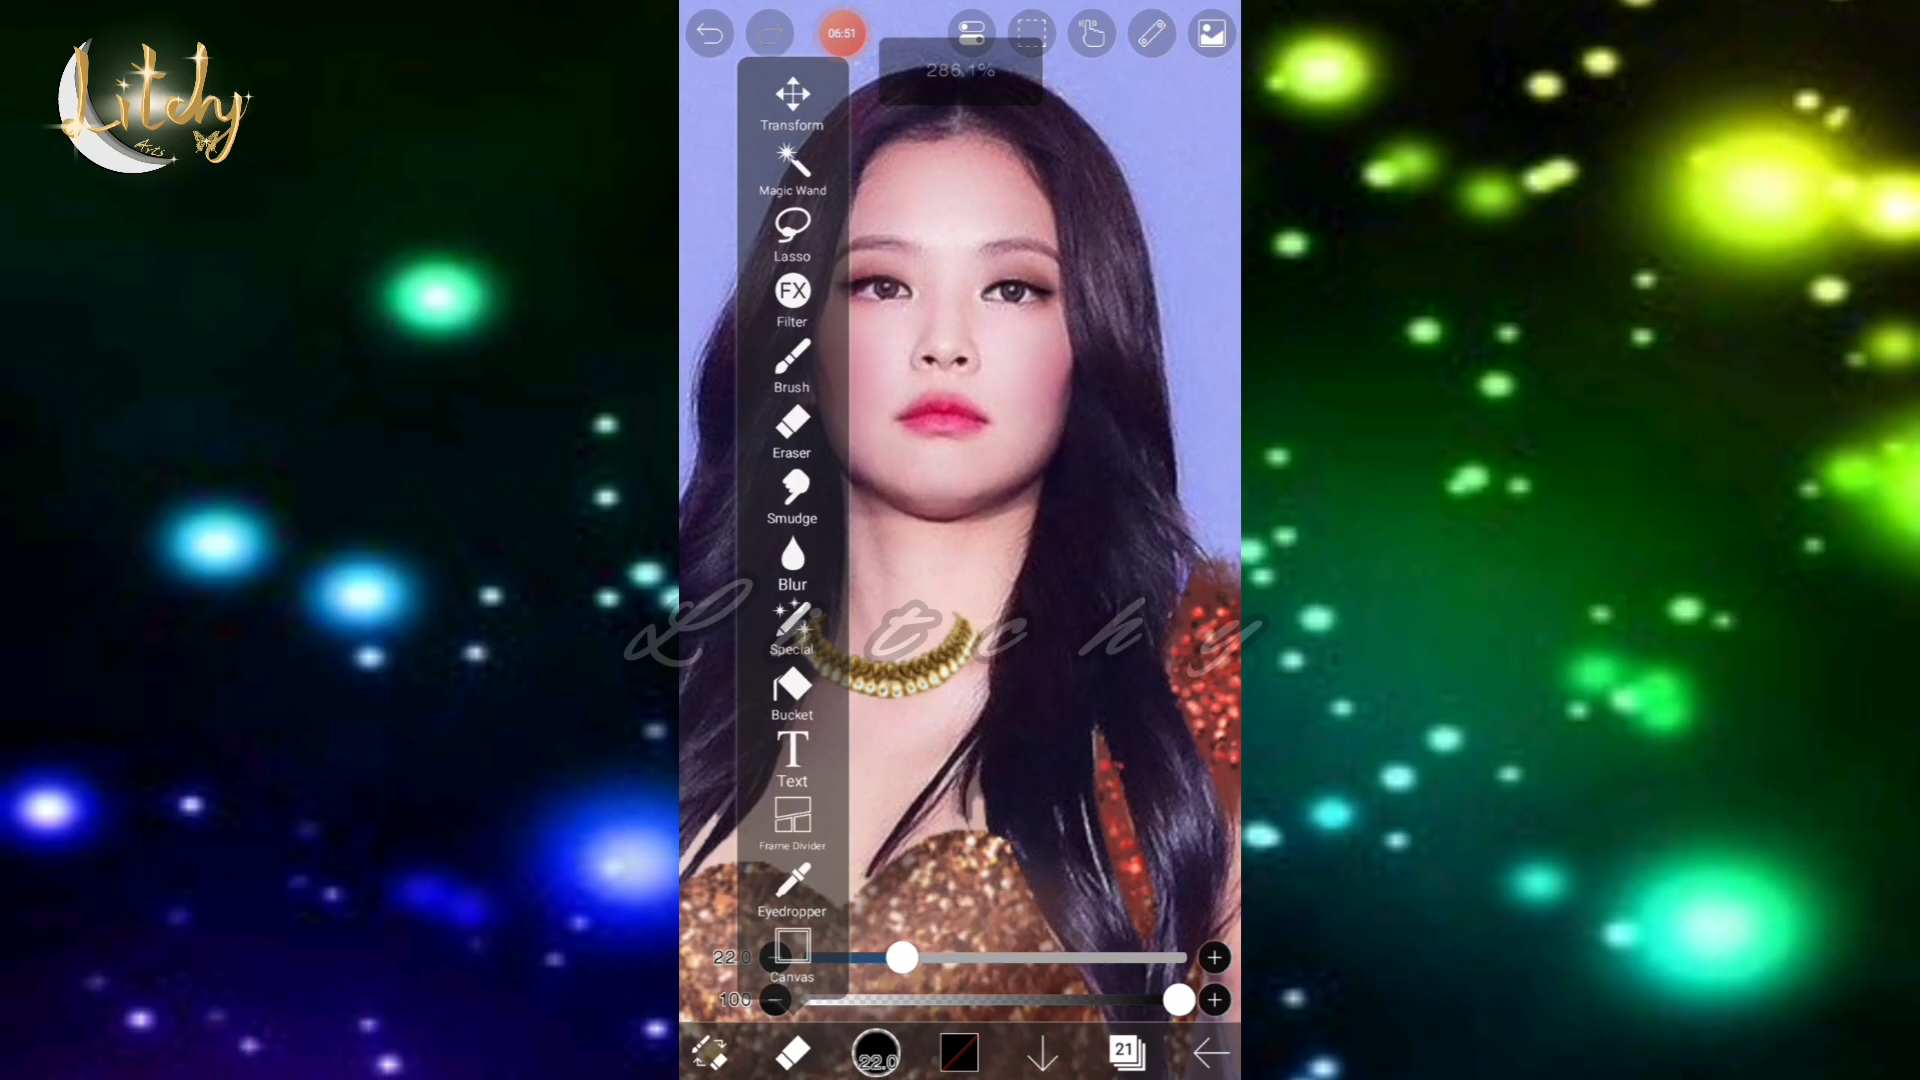 Litchy
Arts
06:51
286.1%
Transform
Magic Wand
Lasso
FX
Filter
Brush
Eraser
Smudge
Blur
Special
Bucket
T
Text
Frame Divider
Eyedropper
Canvas
Litchy
22.0
100
22.0
21